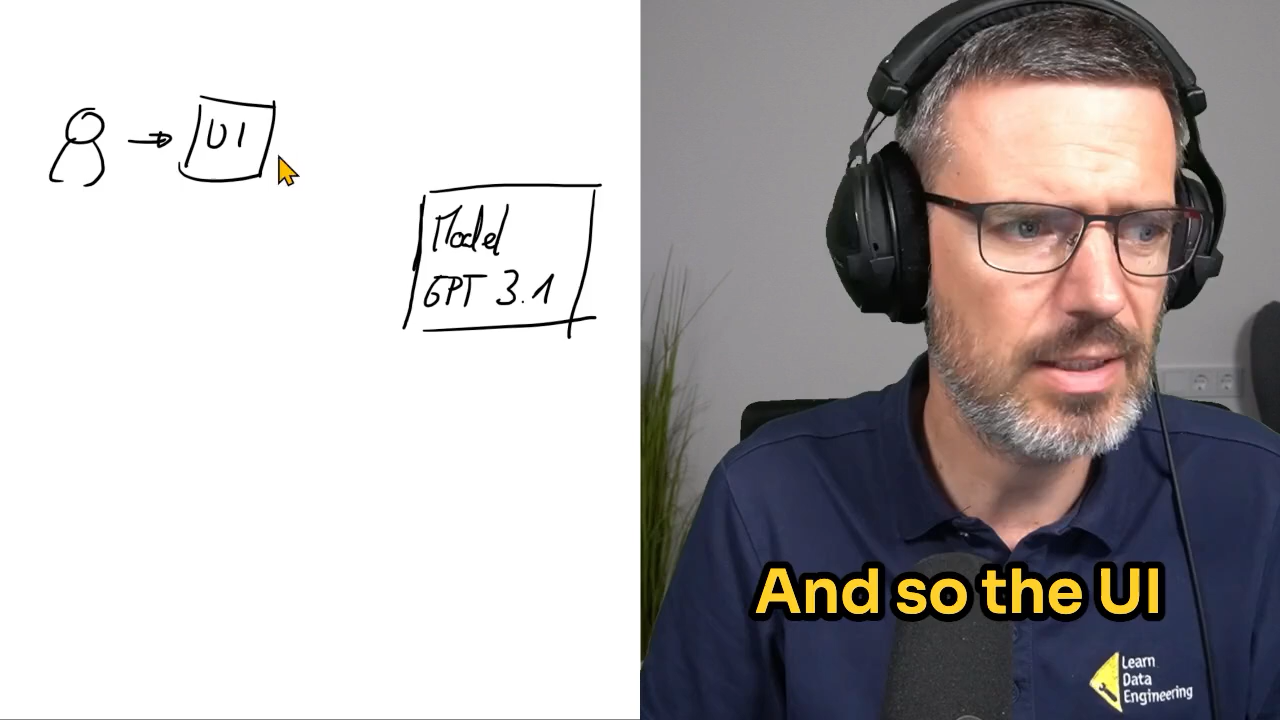 UI
Model
GPT 3.1
And so the UI
Learn
Data
Engineering